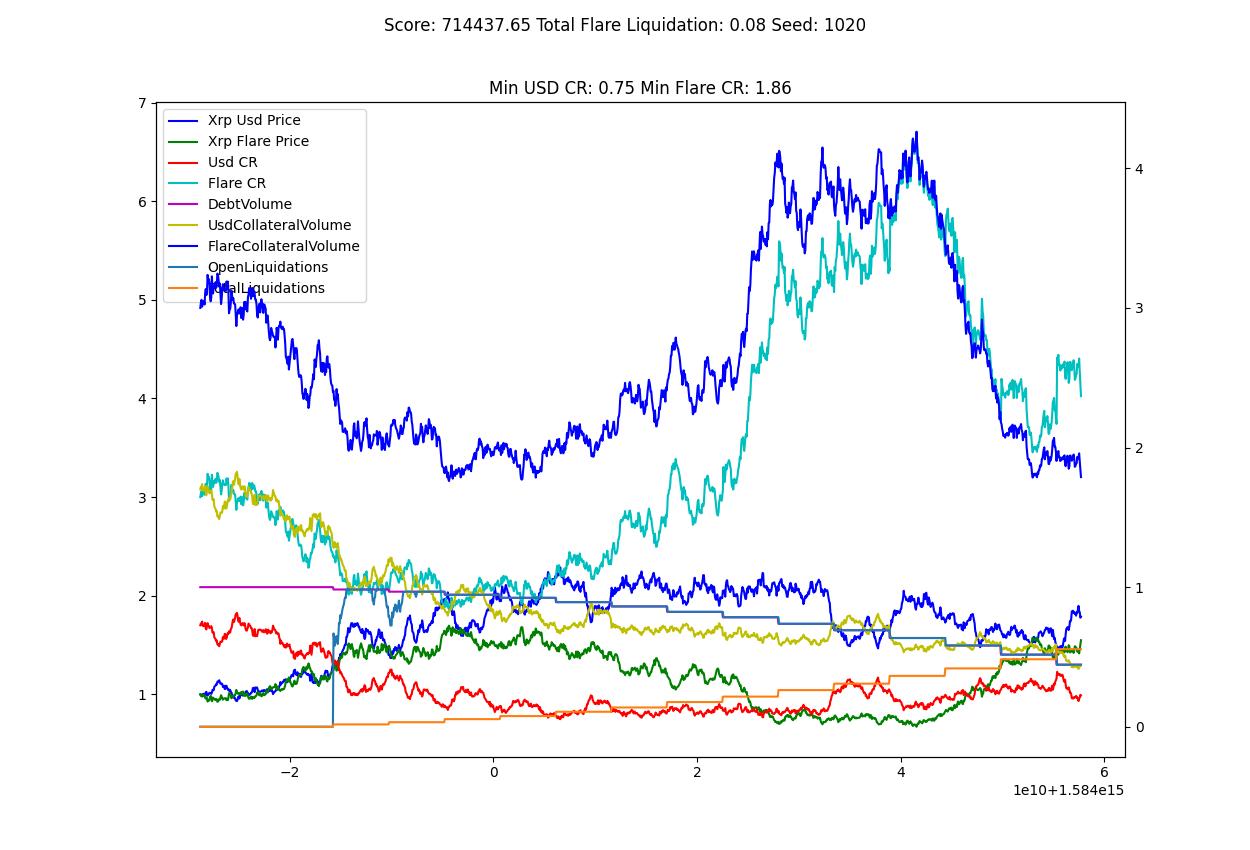 Score: 714437.65 Total Flare Liquidation: 0.08 Seed: 1020
Min USD CR: 0.75 Min Flare CR: 1.86
Xrp Usd Price
Xrp Flare Price
Usd CR
Flare CR
DebtVolume
UsdCollateralVolume
FlareCollateralVolume
OpenLiquidations
TotalLiquidations
7
6
5
4
3
2
1
4
3
2
1
0
−2
0
2
4
6
1e10+1.584e15